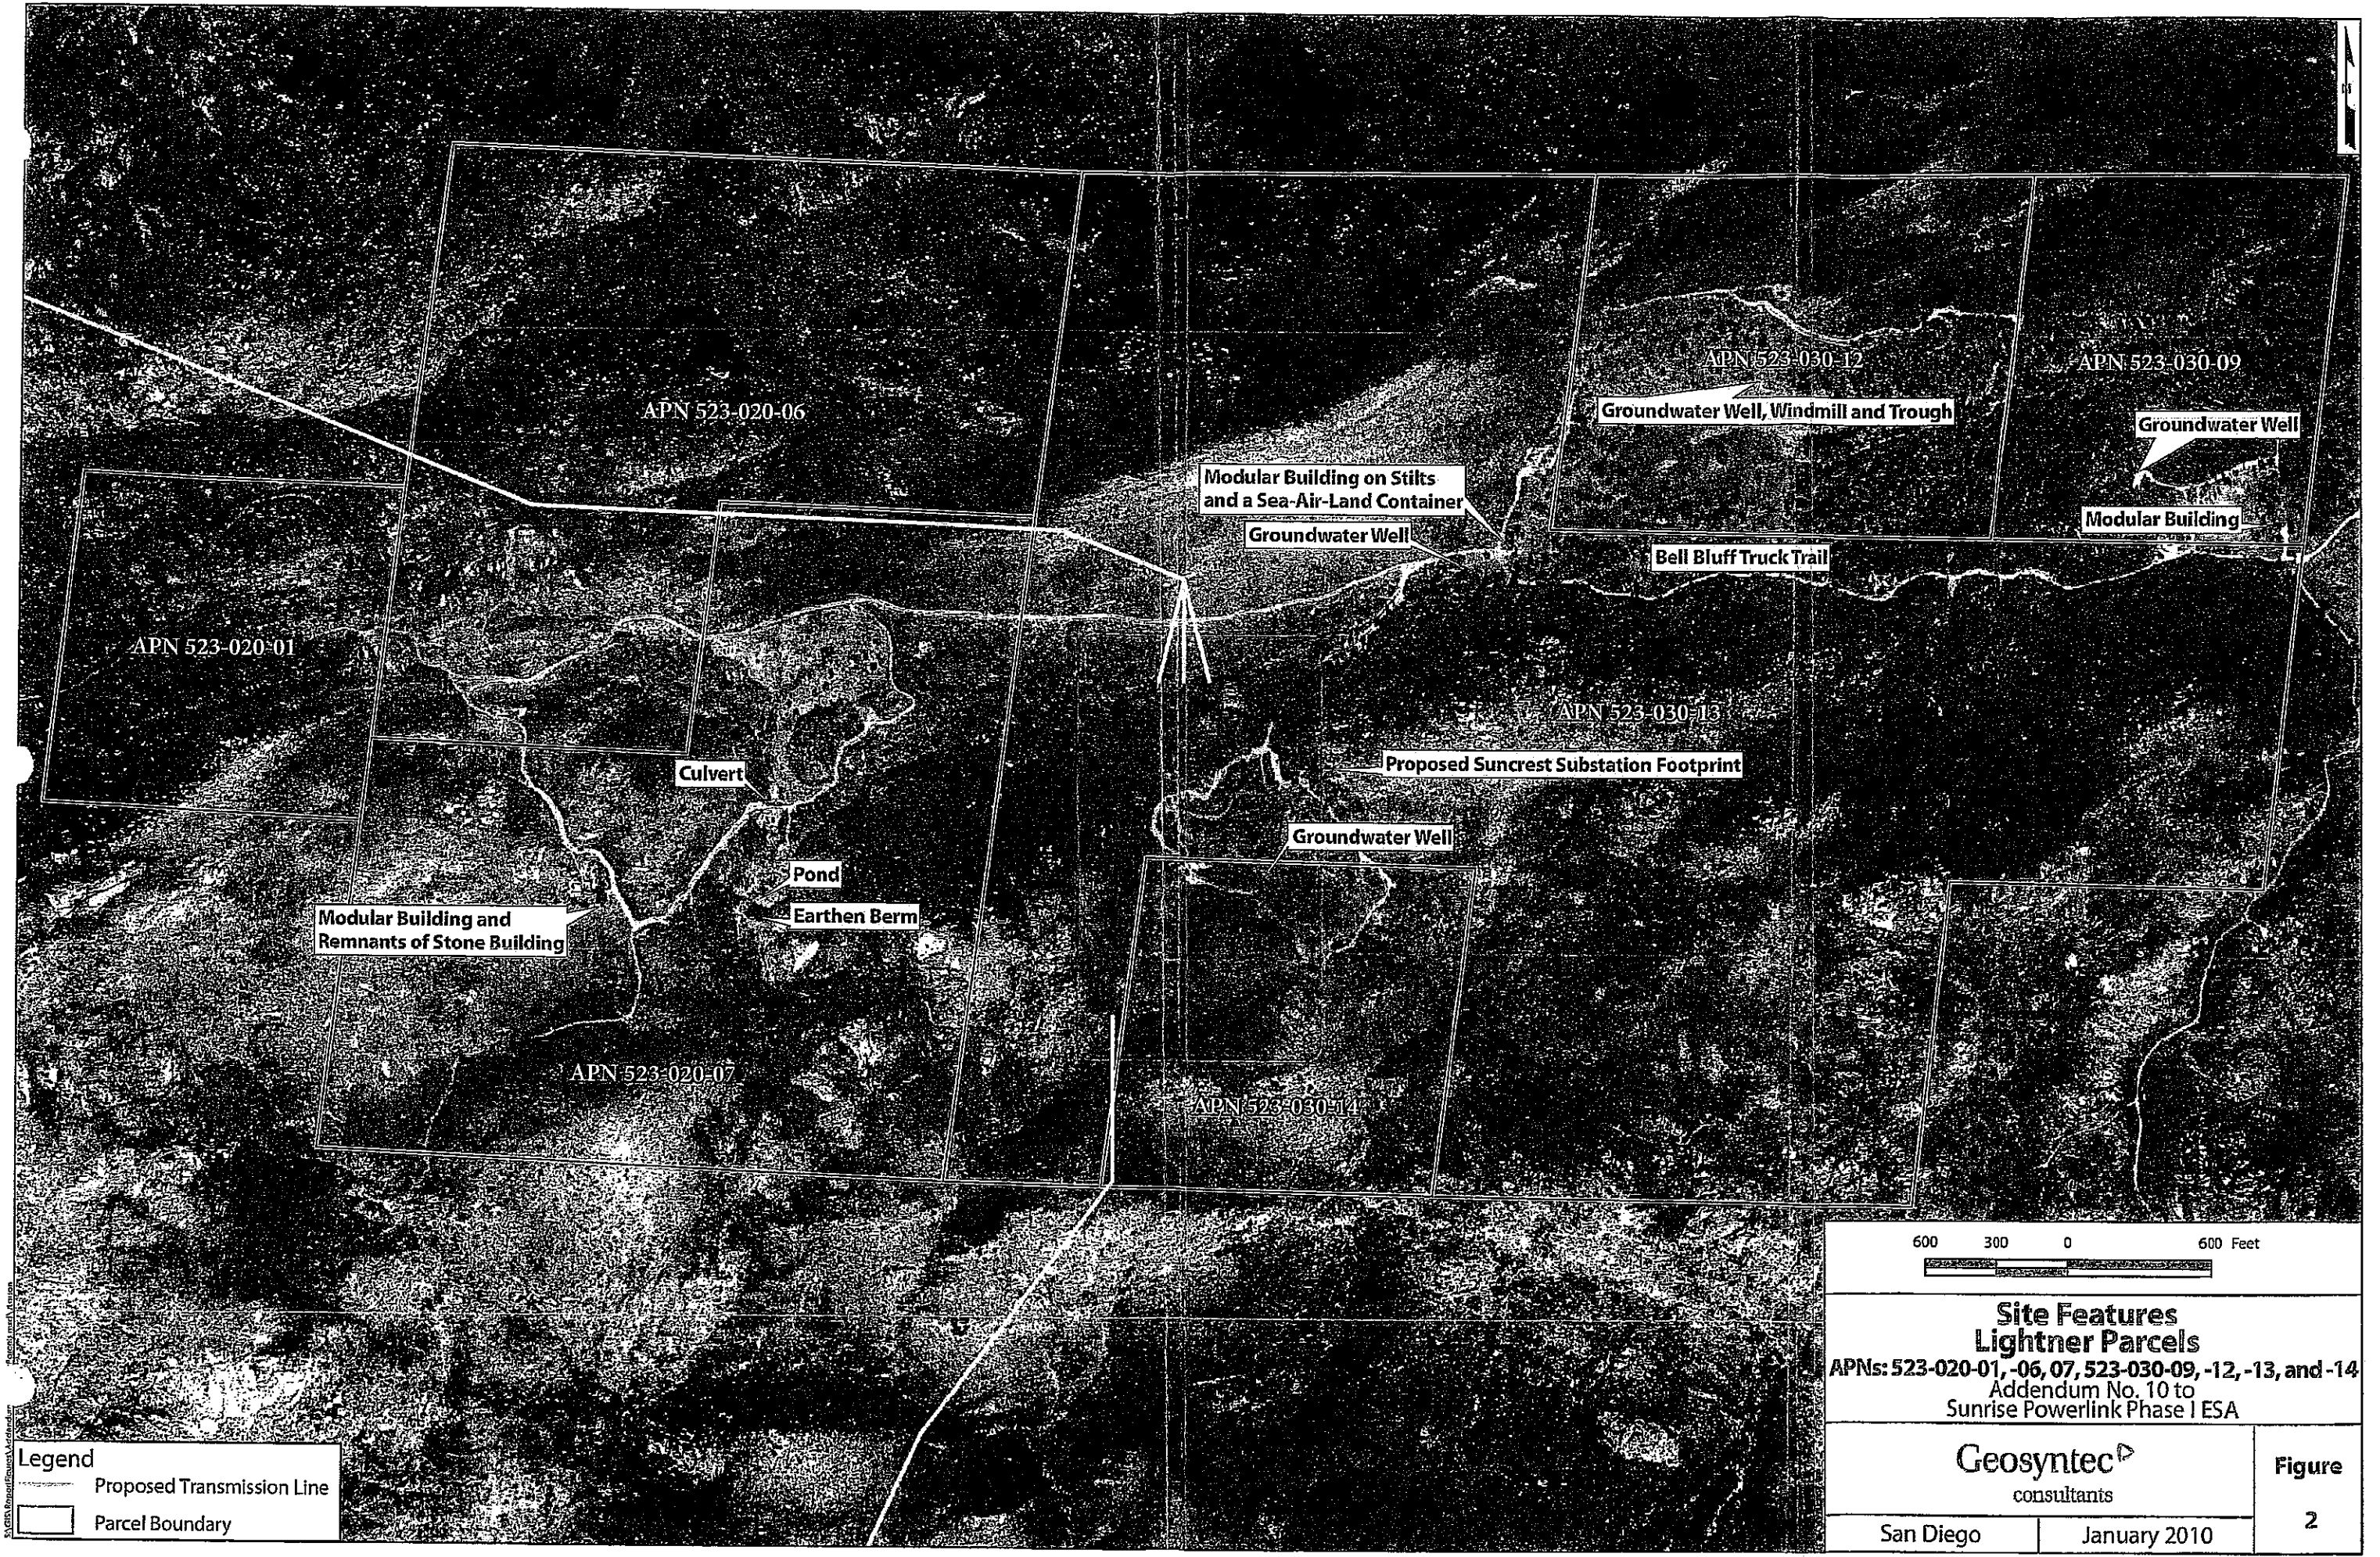 APN 523-030-12
APN 523-030-09
APN 523-020-06
Groundwater Well, Windmill and Trough
Groundwater Well
Modular Building on Stilts
and a Sea-Air-Land Container
Groundwater Well
Modular Building
Bell Bluff Truck Trail
APN 523-020-01
APN 523-030-13
Proposed Suncrest Substation Footprint
Culvert
Groundwater Well
Pond
Earthen Berm
Modular Building and
Remnants of Stone Building
APN 523-020-07
APN 523-030-14
600 300 0 600 Feet
Site Features
Lightner Parcels
APNs: 523-020-01, -06, 07, 523-030-09, -12, -13, and -14
Addendum No. 10 to
Sunrise Powerlink Phase I ESA
Geosyntec
consultants
Figure
2
San Diego
January 2010
Legend
Proposed Transmission Line
Parcel Boundary